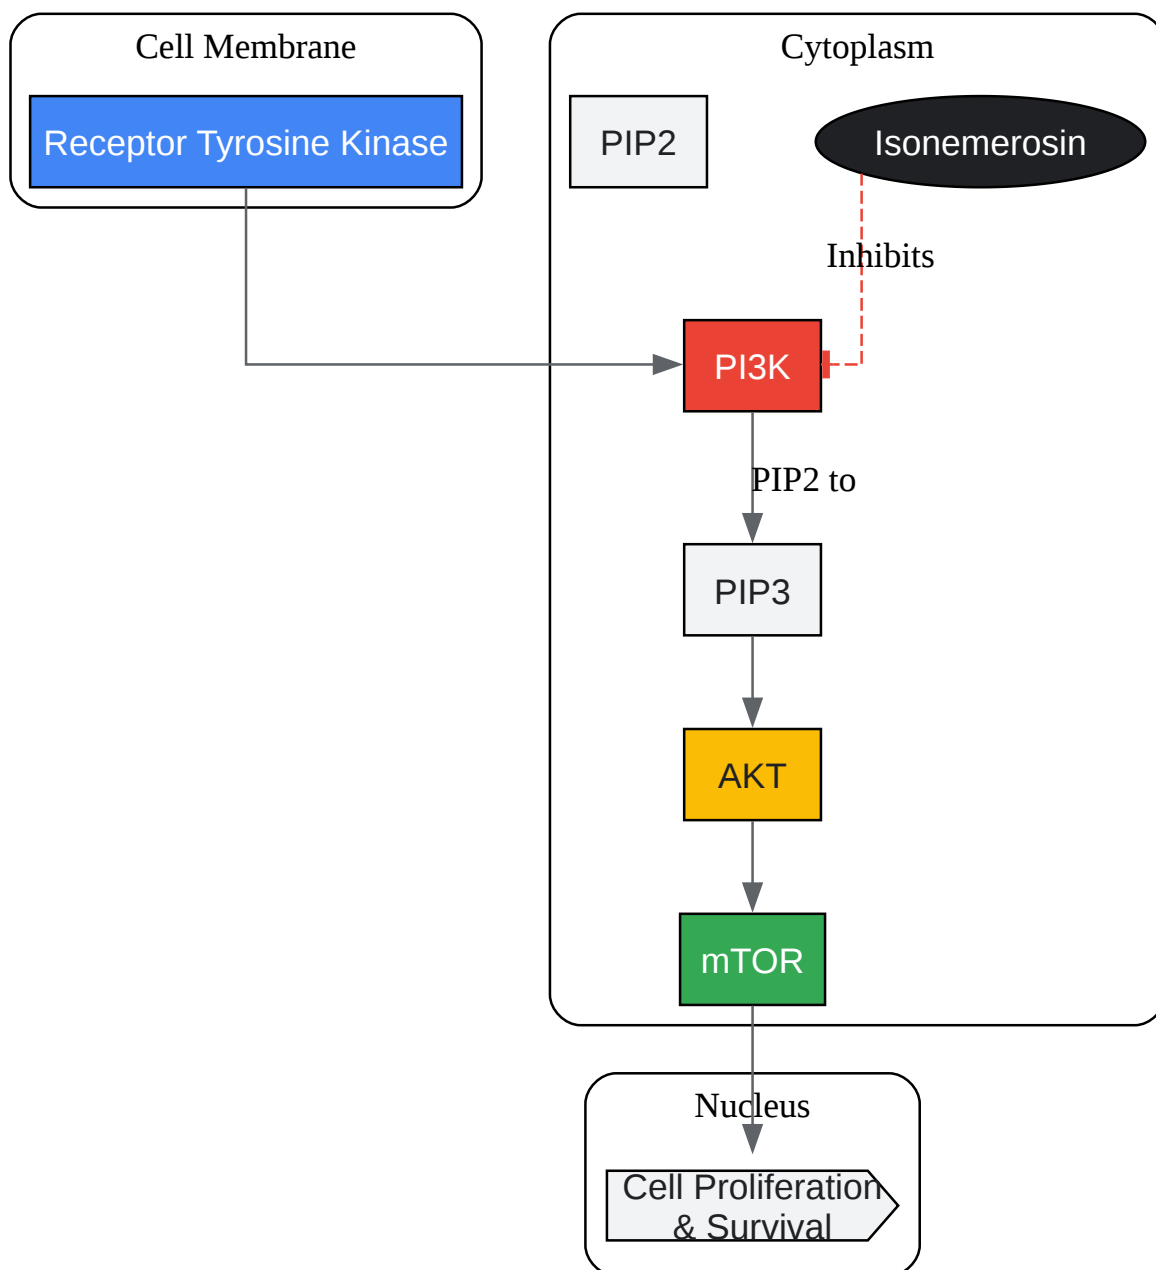 Cell Membrane
Receptor Tyrosine Kinase
Cytoplasm
PIP2
Isonemerosin
Inhibits
PI3K
PIP2 to
PIP3
AKT
mTOR
Nucleus
Cell Proliferation
& Survival